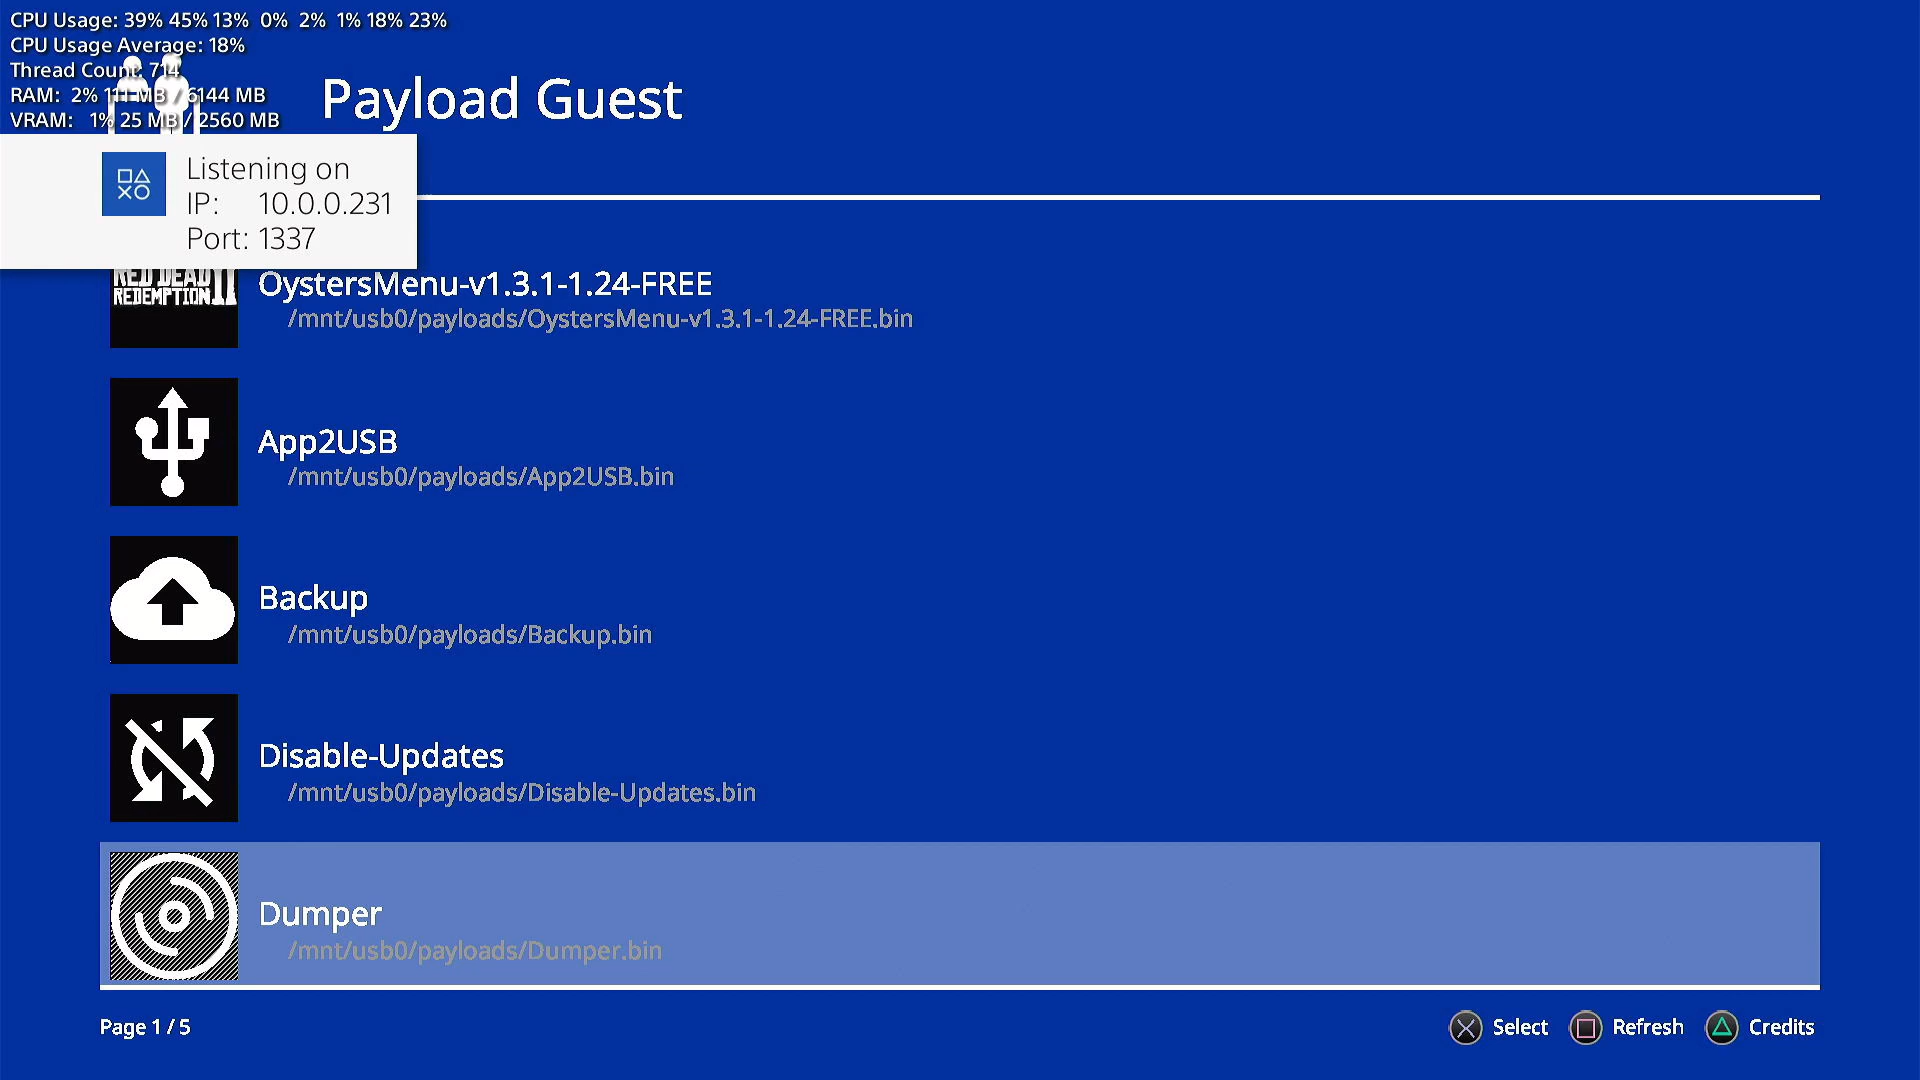 CPU Usage: 39% 45% 13% 0% 2% 1% 18% 23%
CPU Usage Average: 18%
Thread Count: 714
RAM: 2% 111 MB / 6144 MB
VRAM: 1% 25 MB / 2560 MB
Payload Guest
Listening on
IP: 10.0.0.231
Port: 1337
RED DEAD
REDEMPTION II
OystersMenu-v1.3.1-1.24-FREE
/mnt/usb0/payloads/OystersMenu-v1.3.1-1.24-FREE.bin
App2USB
/mnt/usb0/payloads/App2USB.bin
Backup
/mnt/usb0/payloads/Backup.bin
Disable-Updates
/mnt/usb0/payloads/Disable-Updates.bin
Dumper
/mnt/usb0/payloads/Dumper.bin
Page 1 / 5
Select
Refresh
Credits